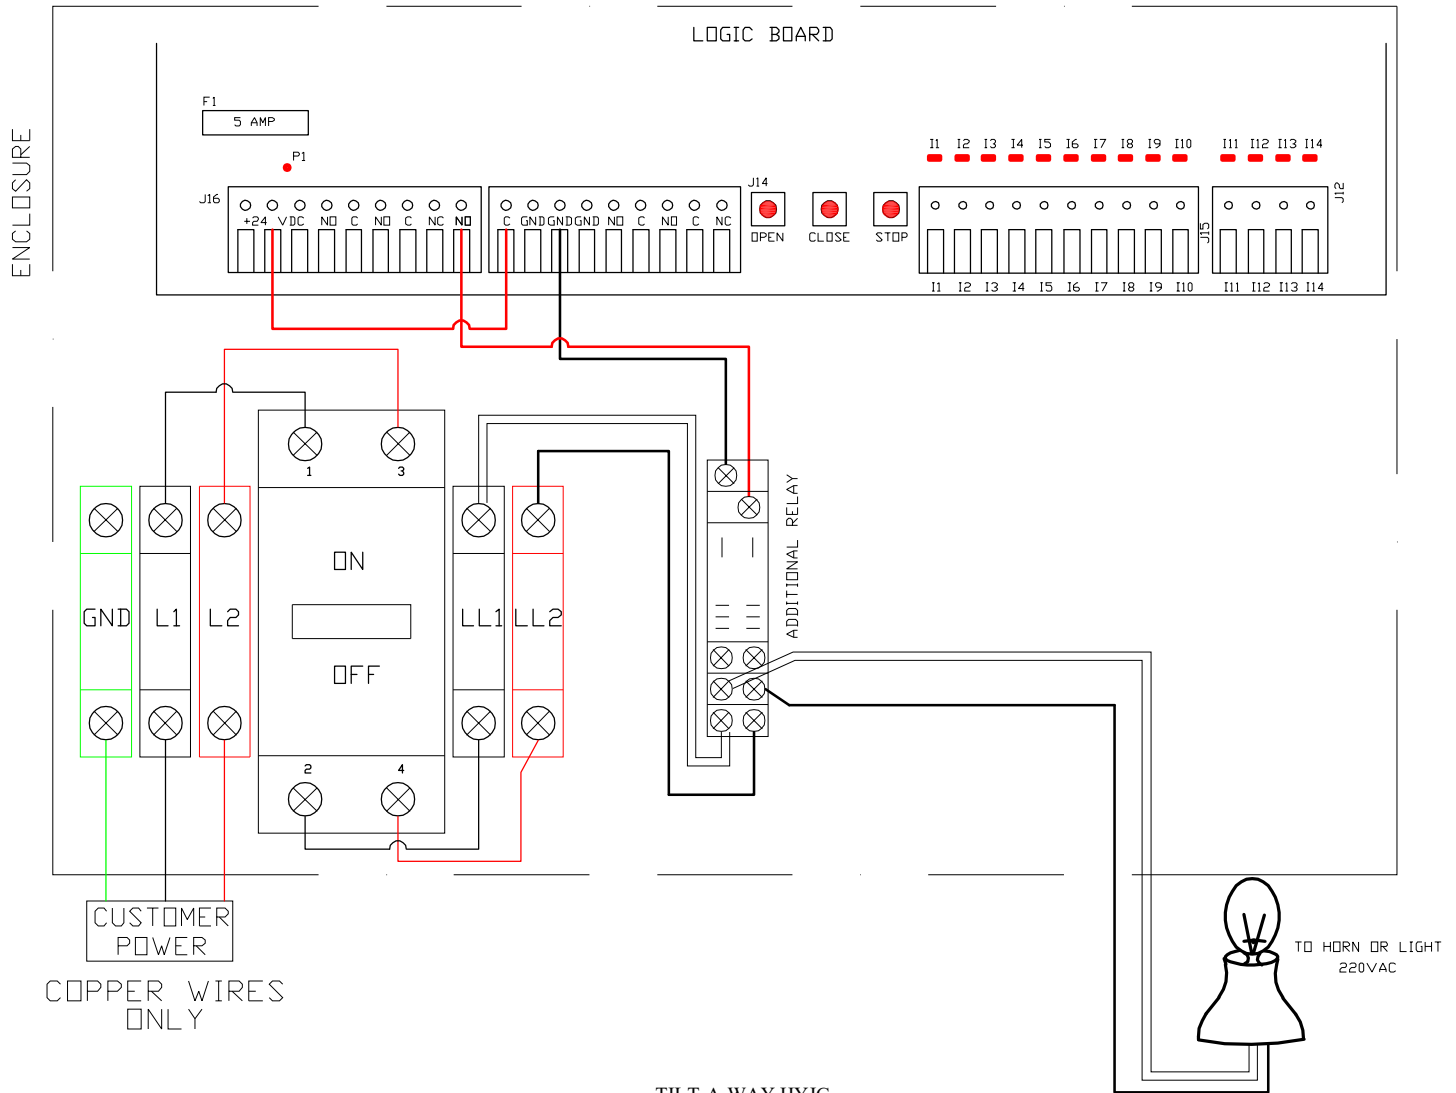 LOGIC BOARD
ENCLOSURE
F1
5 AMP
P1
J16
+24 VDC NO C NO C NC NO
C GND GND GND NO C NO C NC
J14
OPEN CLOSE STOP
I1 I2 I3 I4 I5 I6 I7 I8 I9 I10
I11 I12 I13 I14
J15
J12
I1 I2 I3 I4 I5 I6 I7 I8 I9 I10
I11 I12 I13 I14
1 3
ADDITIONAL RELAY
ON
GND L1 L2
LL1 LL2
OFF
2 4
CUSTOMER
POWER
COPPER WIRES
ONLY
TO HORN OR LIGHT
220VAC